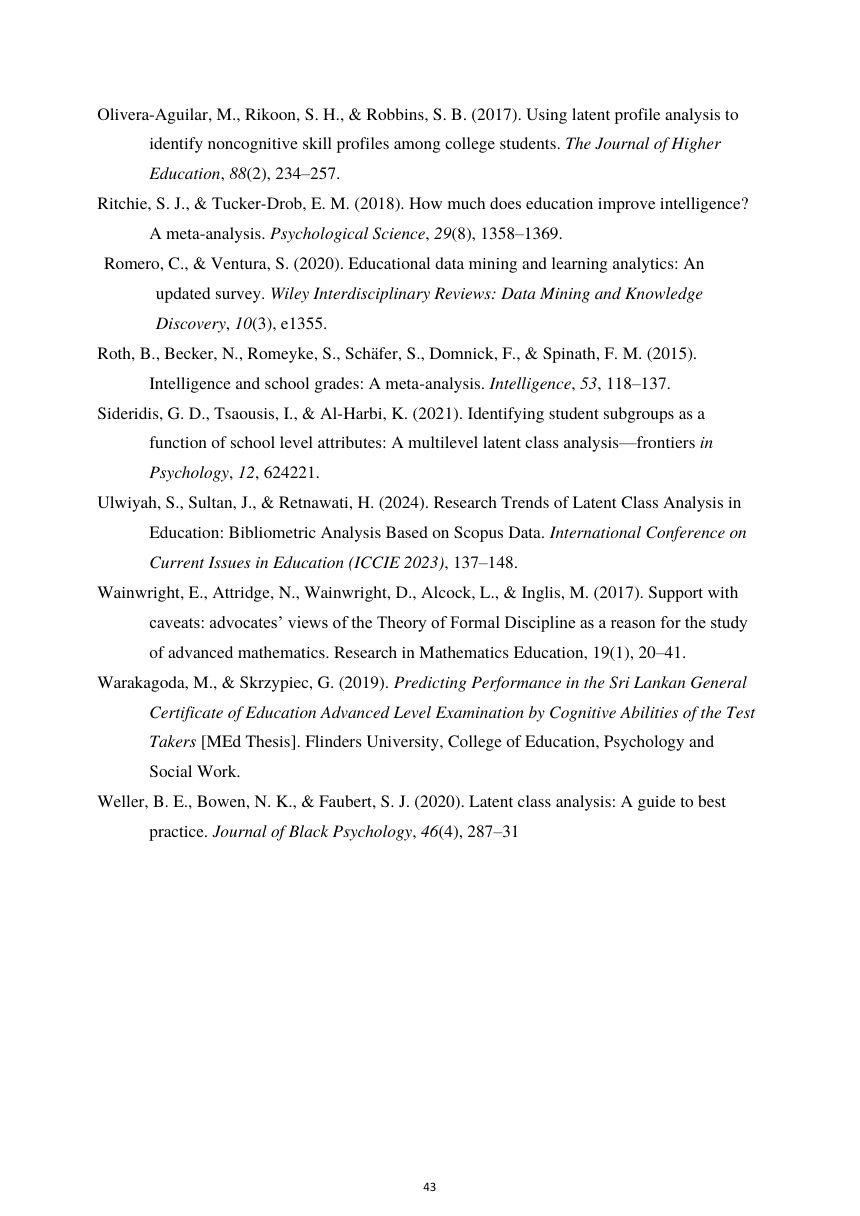 Olivera-Aguilar, M., Rikoon, S. H., & Robbins, S. B. (2017). Using latent profile analysis to
identify noncognitive skill profiles among college students. The Journal of Higher
Education, 88(2), 234–257.
Ritchie, S. J., & Tucker-Drob, E. M. (2018). How much does education improve intelligence?
A meta-analysis. Psychological Science, 29(8), 1358–1369.
Romero, C., & Ventura, S. (2020). Educational data mining and learning analytics: An
updated survey. Wiley Interdisciplinary Reviews: Data Mining and Knowledge
Discovery, 10(3), e1355.
Roth, B., Becker, N., Romeyke, S., Schäfer, S., Domnick, F., & Spinath, F. M. (2015).
Intelligence and school grades: A meta-analysis. Intelligence, 53, 118–137.
Sideridis, G. D., Tsaousis, I., & Al-Harbi, K. (2021). Identifying student subgroups as a
function of school level attributes: A multilevel latent class analysis—frontiers in
Psychology, 12, 624221.
Ulwiyah, S., Sultan, J., & Retnawati, H. (2024). Research Trends of Latent Class Analysis in
Education: Bibliometric Analysis Based on Scopus Data. International Conference on
Current Issues in Education (ICCIE 2023), 137–148.
Wainwright, E., Attridge, N., Wainwright, D., Alcock, L., & Inglis, M. (2017). Support with
caveats: advocates’ views of the Theory of Formal Discipline as a reason for the study
of advanced mathematics. Research in Mathematics Education, 19(1), 20–41.
Warakagoda, M., & Skrzypiec, G. (2019). Predicting Performance in the Sri Lankan General
Certificate of Education Advanced Level Examination by Cognitive Abilities of the Test
Takers [MEd Thesis]. Flinders University, College of Education, Psychology and
Social Work.
Weller, B. E., Bowen, N. K., & Faubert, S. J. (2020). Latent class analysis: A guide to best
practice. Journal of Black Psychology, 46(4), 287–31
43